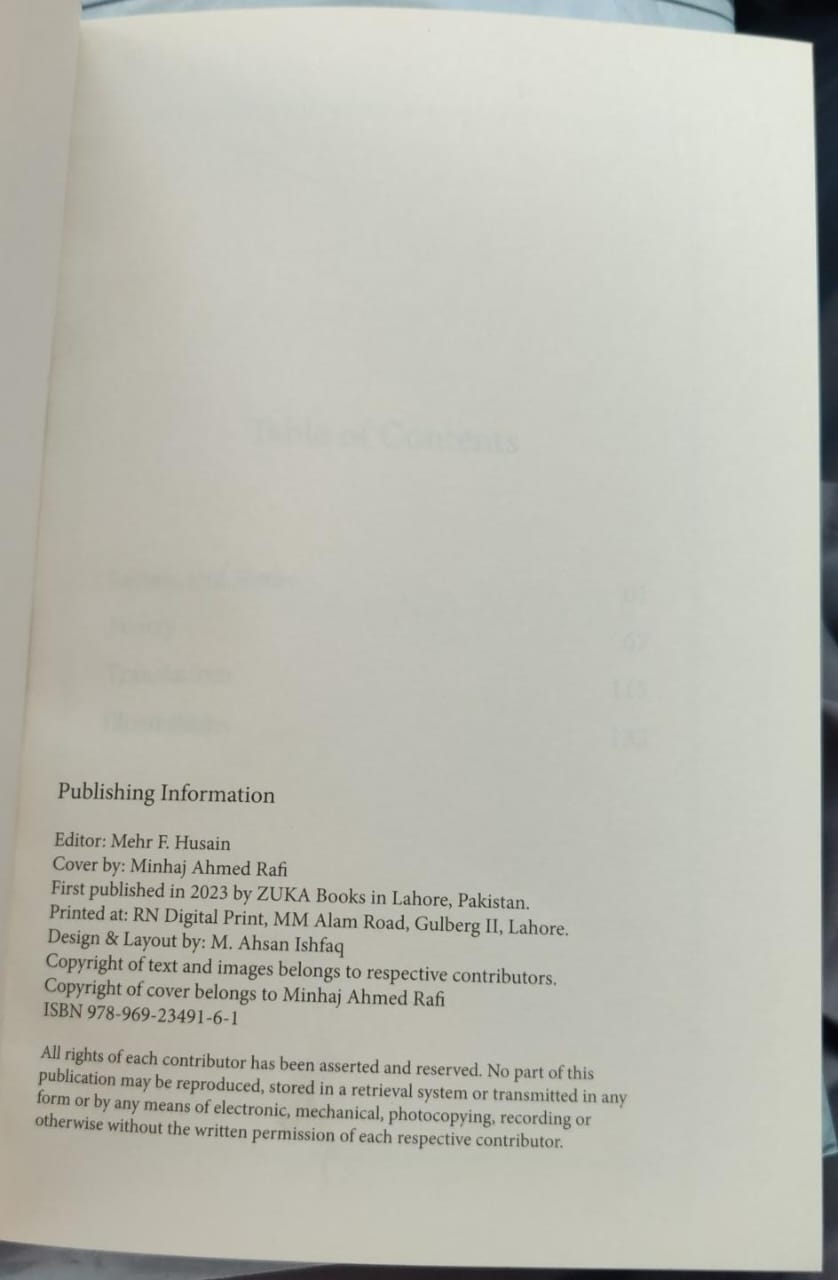 Table of Contents
67
115
Publishing Information
Editor: Mehr F. Husain
Cover by: Minhaj Ahmed Rafi
First published in 2023 by ZUKA Books in Lahore, Pakistan.
Printed at: RN Digital Print, MM Alam Road, Gulberg II, Lahore.
Design & Layout by: M. Ahsan Ishfaq
Copyright of text and images belongs to respective contributors.
Copyright of cover belongs to Minhaj Ahmed Rafi
ISBN 978-969-23491-6-1
All rights of each contributor has been asserted and reserved. No part of this
publication may be reproduced, stored in a retrieval system or transmitted in any
form or by any means of electronic, mechanical, photocopying, recording or
otherwise without the written permission of each respective contributor.